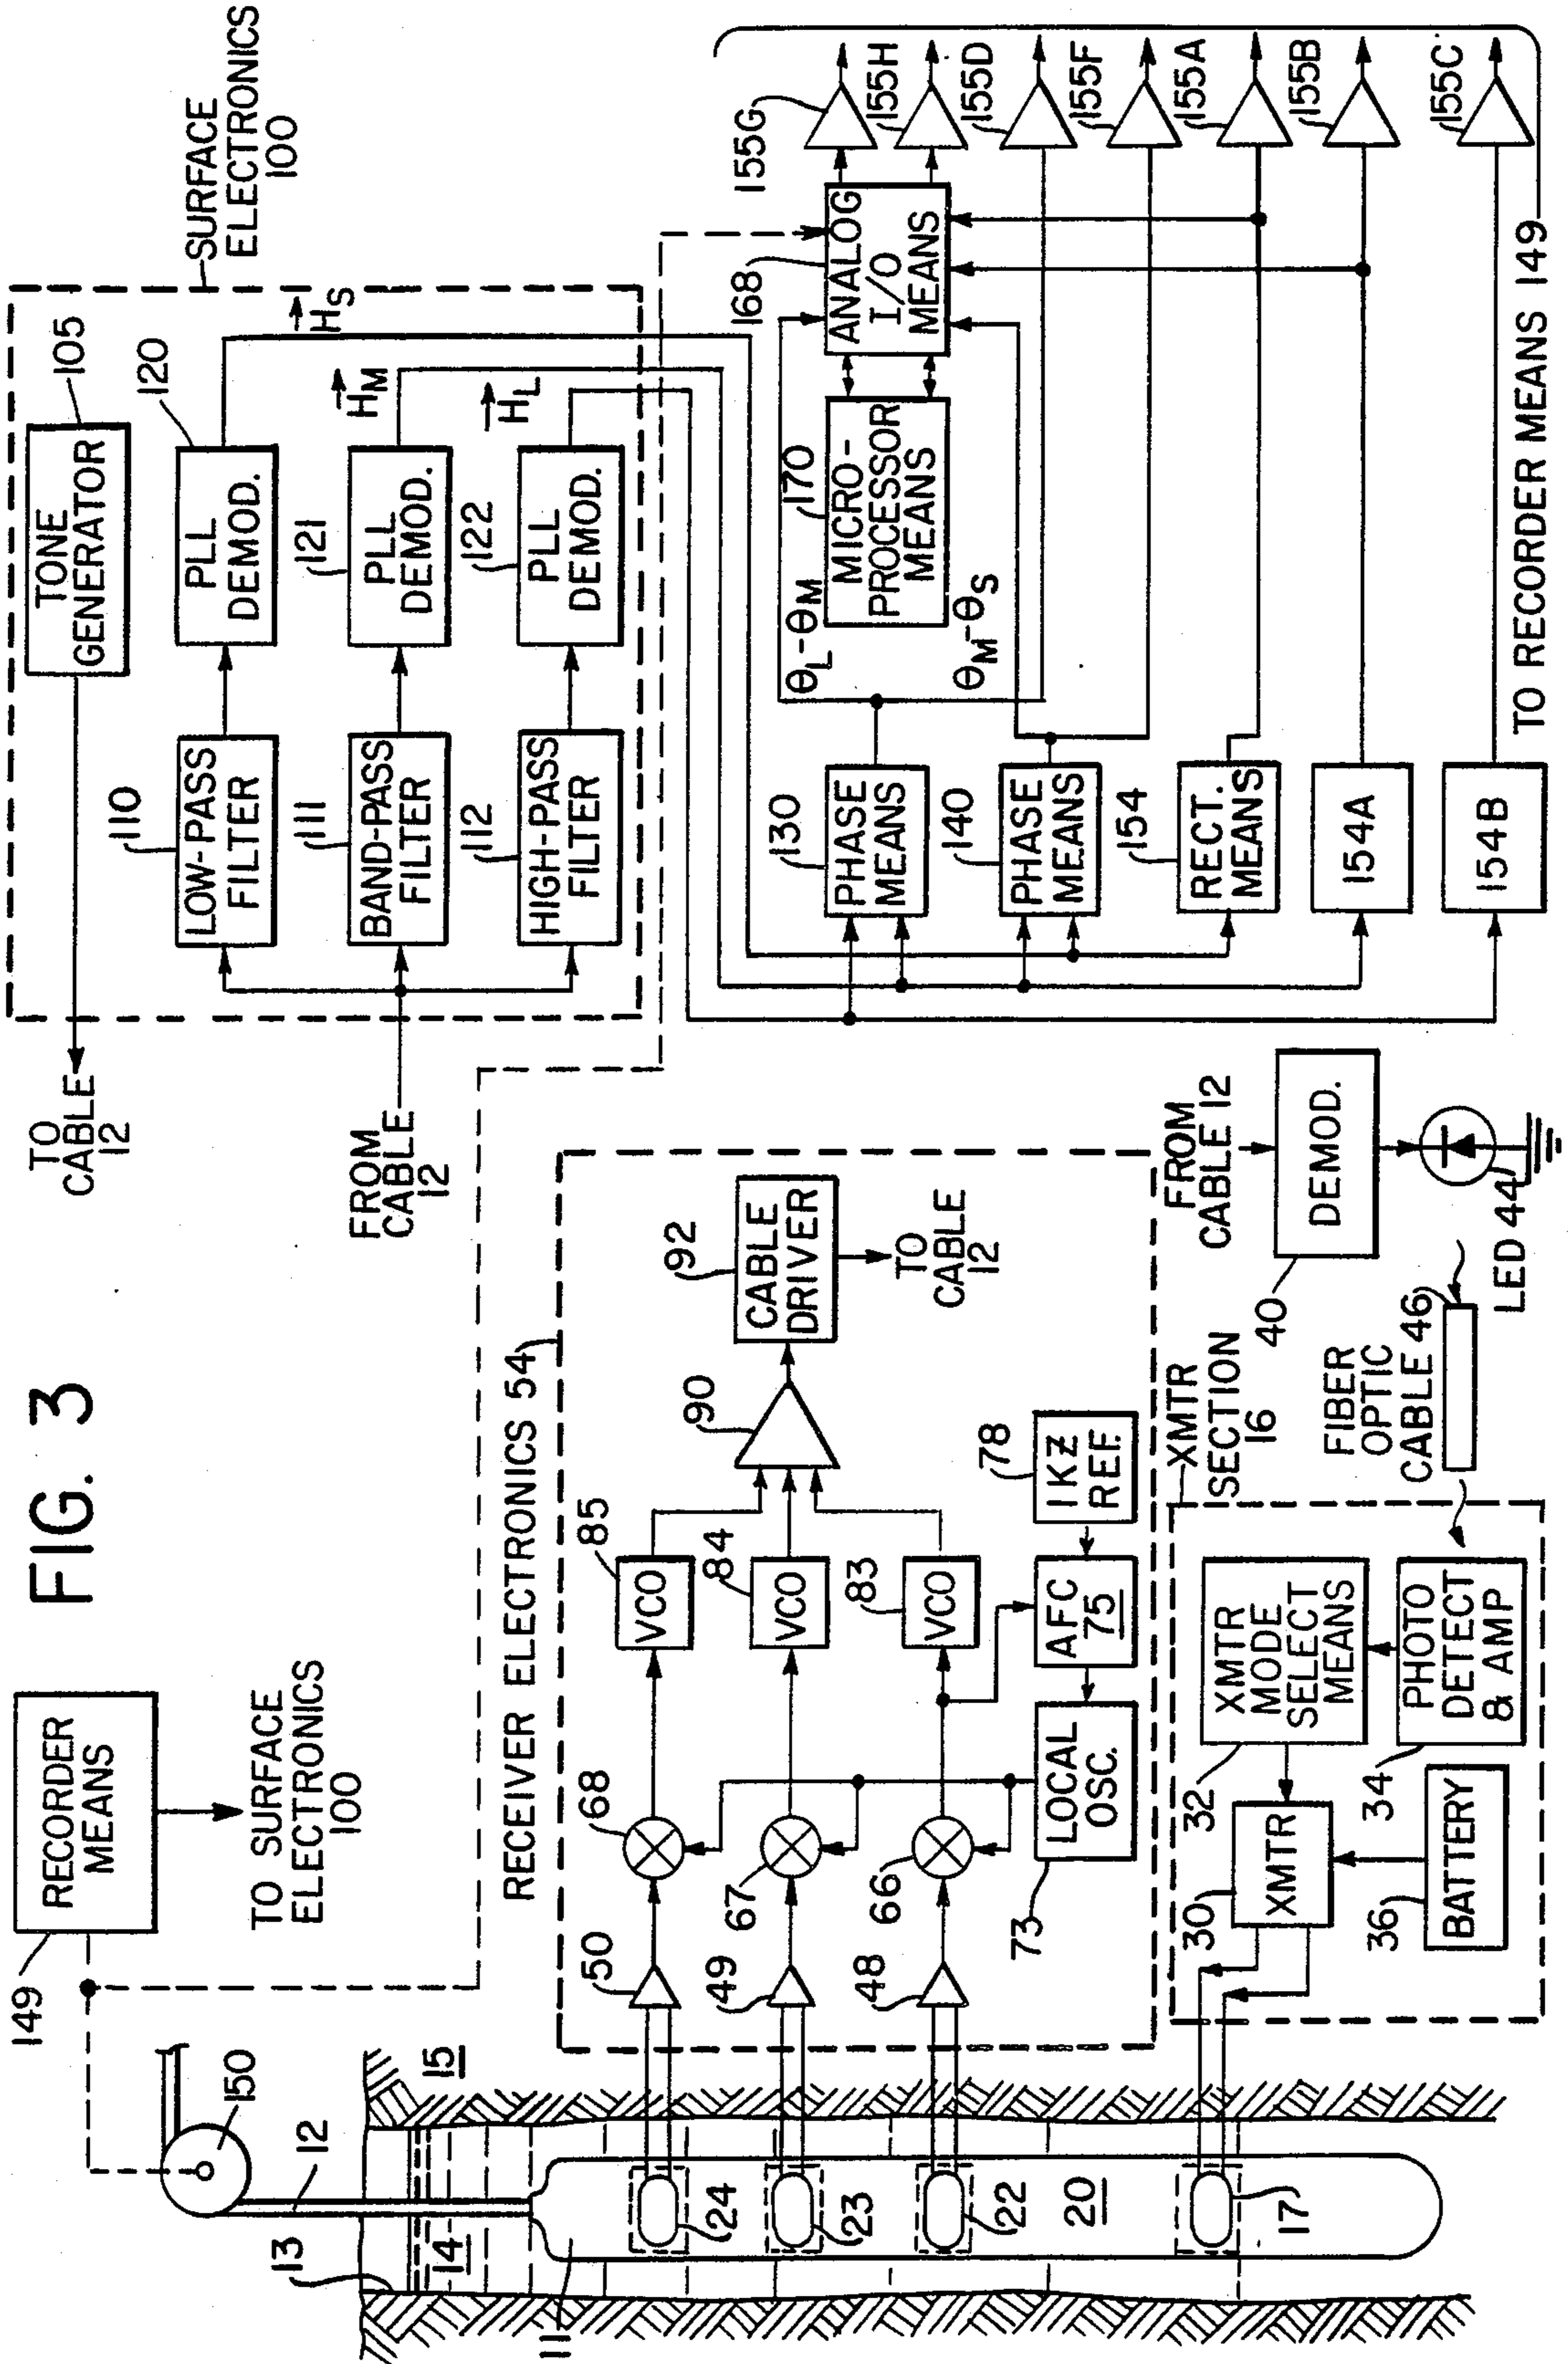 FIG. 3
149
RECORDER
MEANS
TO SURFACE
ELECTRONICS
100
150
13
12
14
15
11
24
23
22
20
17
RECEIVER ELECTRONICS 54
50
49
48
68
67
66
85
VCO
84
VCO
83
VCO
90
92
CABLE
DRIVER
TO
CABLE
12
73
LOCAL
OSC.
AFC
75
78
1KZ
REF.
XMTR
SECTION
16
30
XMTR
32
XMTR
MODE
SELECT
MEANS
34
PHOTO
DETECT
& AMP
36
BATTERY
FIBER
OPTIC
CABLE 46
LED 44
40
DEMOD.
FROM
CABLE 12
SURFACE
ELECTRONICS
100
TO
CABLE
12
TONE
GENERATOR
105
FROM
CABLE
12
110
LOW-PASS
FILTER
120
PLL
DEMOD.
HS
111
BAND-PASS
FILTER
121
PLL
DEMOD.
HM
112
HIGH-PASS
FILTER
122
PLL
DEMOD.
HL
130
PHASE
MEANS
θL-θM
140
PHASE
MEANS
θM-θS
154
RECT.
MEANS
154A
154B
170
MICRO-
PROCESSOR
MEANS
168
ANALOG
I/O
MEANS
155G
155H
155D
155F
155A
155B
155C
TO RECORDER MEANS 149